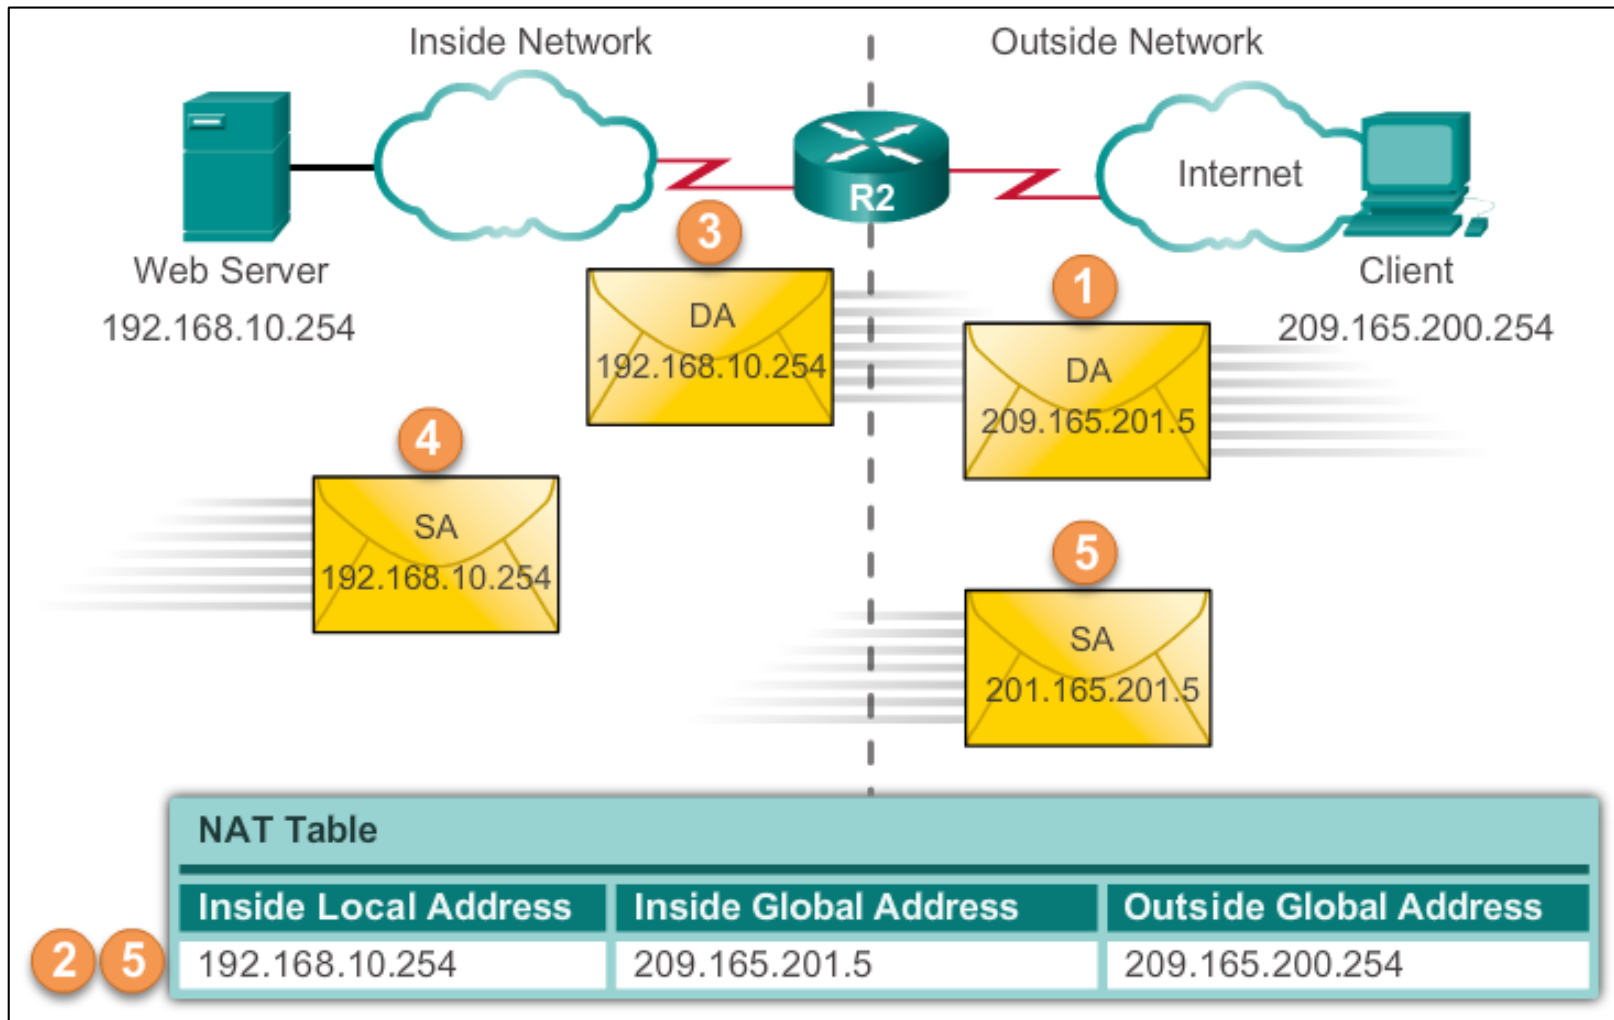 Inside Network
Outside Network
Internet
R2
Web Server
192.168.10.254
Client
209.165.200.254
3
DA
192.168.10.254
1
DA
209.165.201.5
4
SA
192.168.10.254
5
SA
201.165.201.5
NAT Table
Inside Local Address Inside Global Address Outside Global Address
2 5 192.168.10.254 209.165.201.5 209.165.200.254